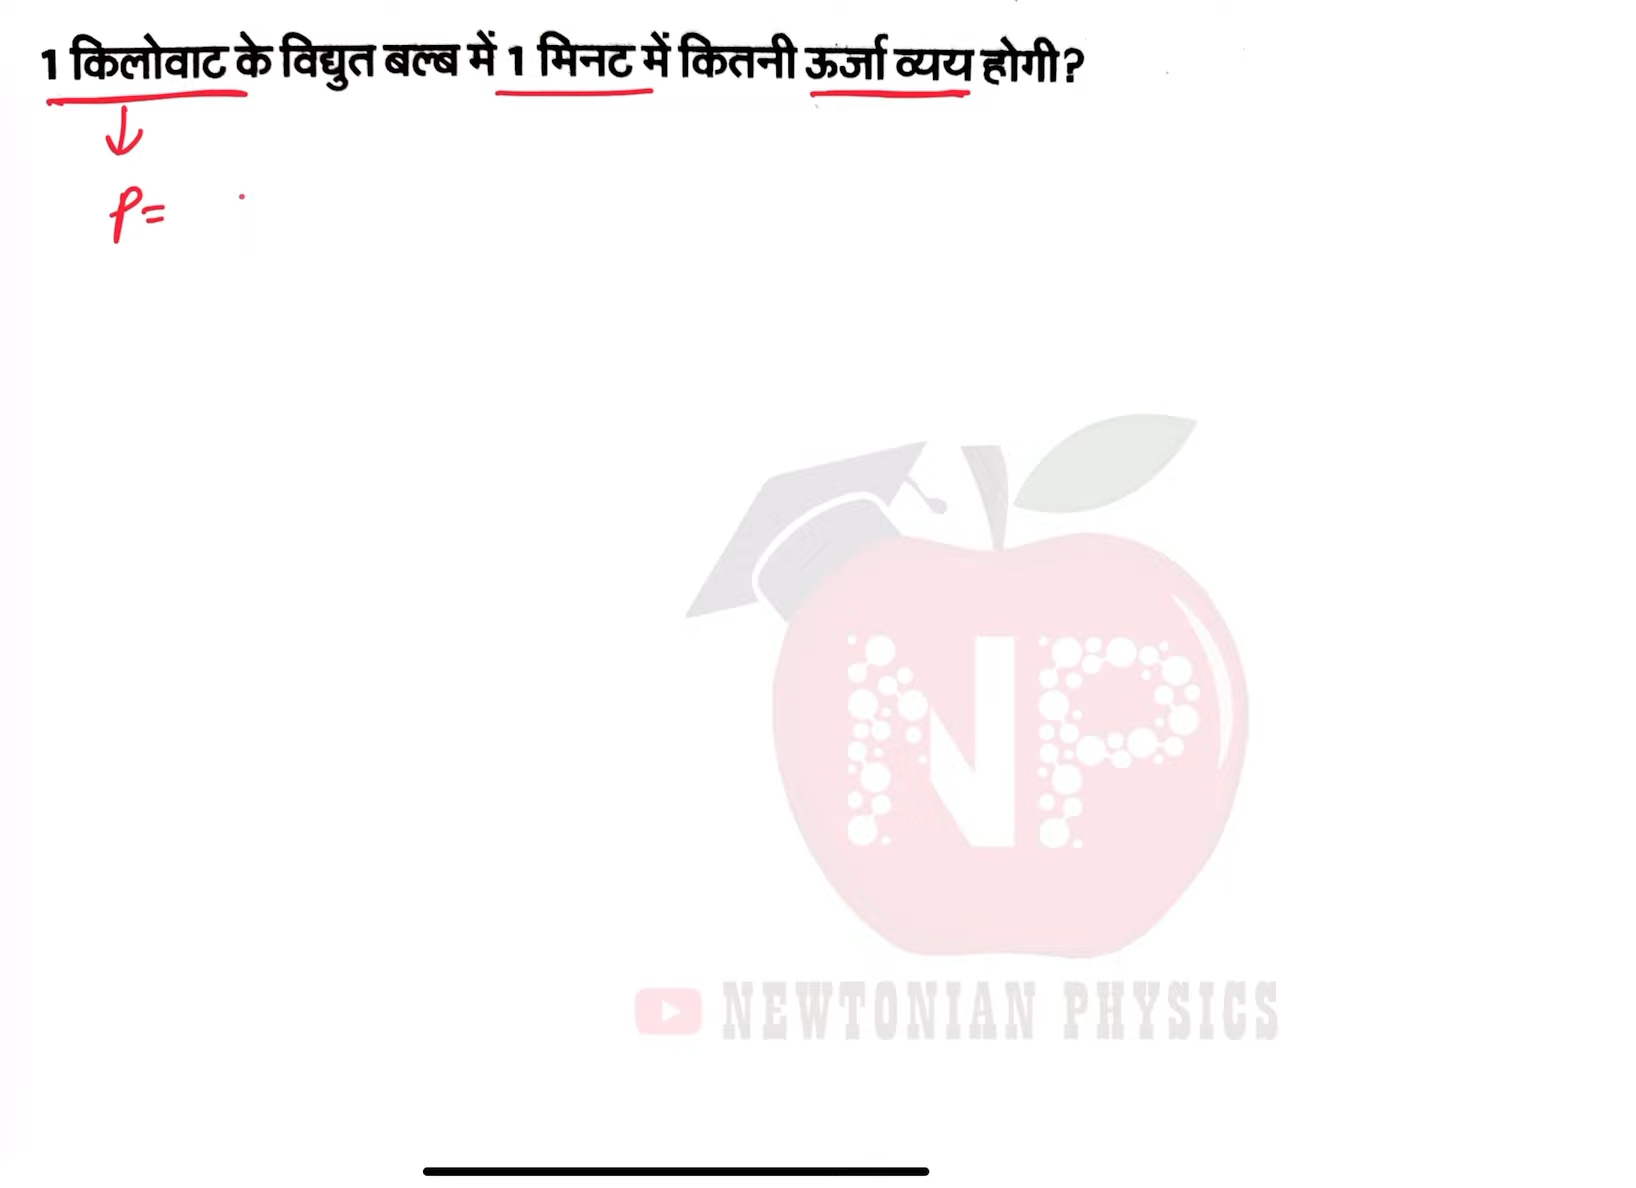 1 किलोवाट के विद्युत बल्ब में 1 मिनट में कितनी ऊर्जा व्यय होगी?
P=
NP
NEWTONIAN PHYSICS